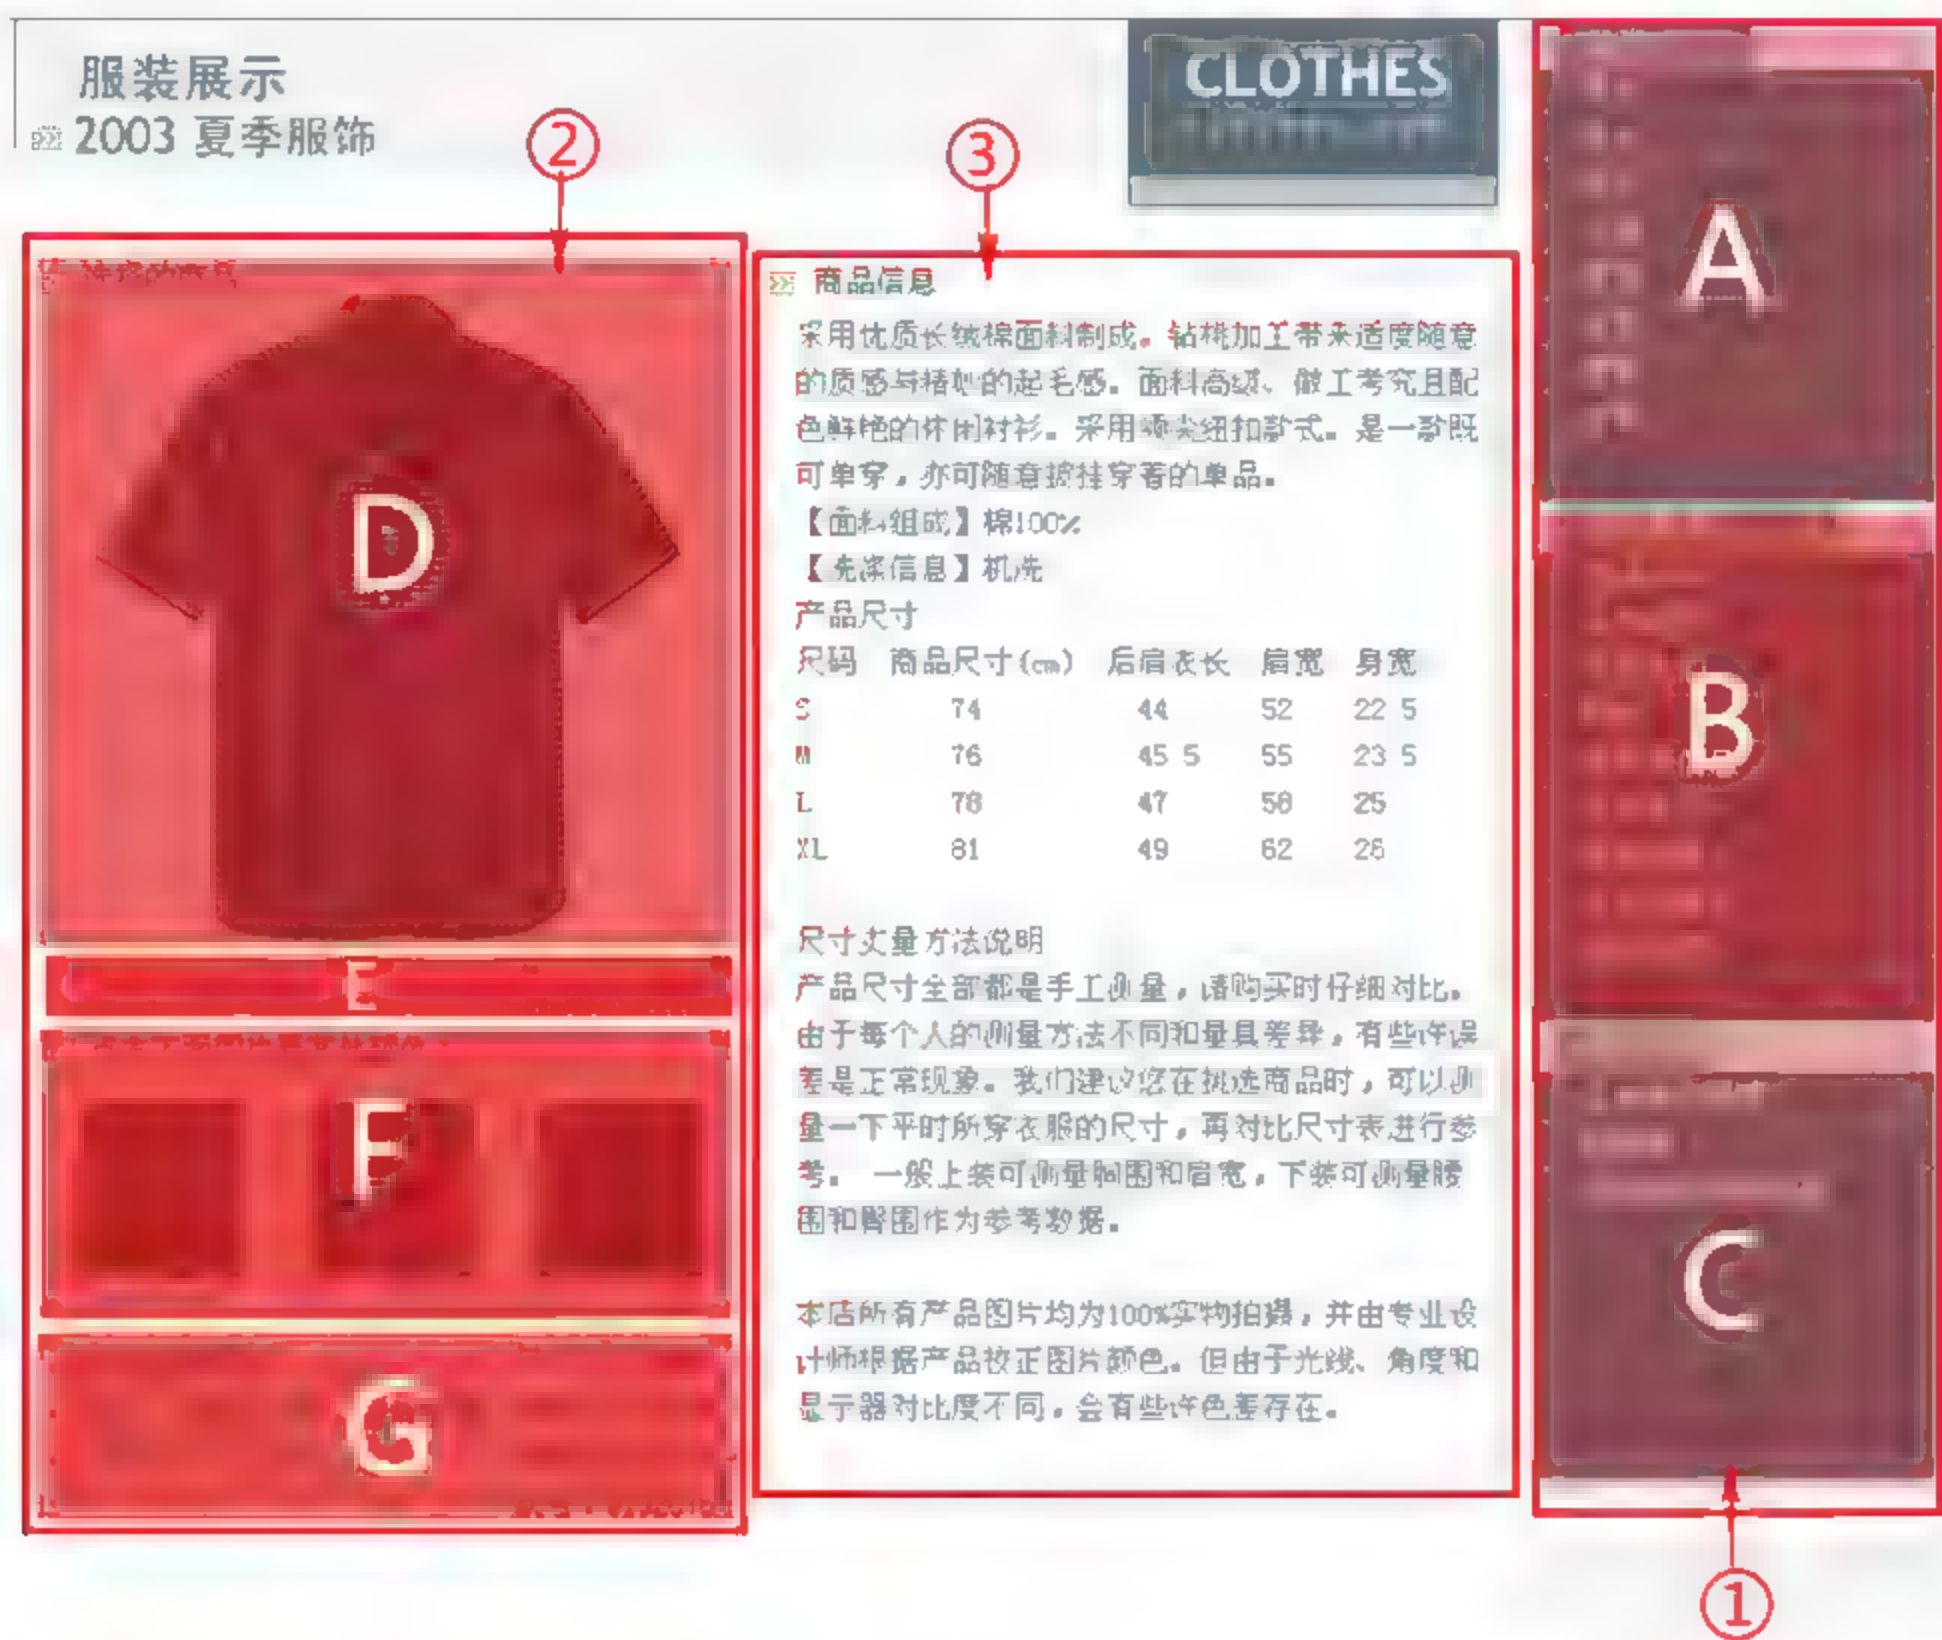 服装展示
2003 夏季服饰
CLOTHES
②
③
A
D
商品信息
采用优质长绒棉面料制成。钻桃加工带来适度随意
的质感与精妙的起毛感。面料高级、做工考究且配
色鲜艳的休闲衬衫。采用领尖纽扣款式。是一款既
可单穿，亦可随意披挂穿着的单品。
【面料组成】棉100%
【洗涤信息】机洗
产品尺寸
尺码 商品尺寸(cm) 后肩衣长 肩宽 身宽
S 74 44 52 22 5
M 76 45 5 55 23 5
L 78 47 58 25
XL 81 49 62 26
B
E
尺寸丈量方法说明
产品尺寸全部都是手工测量，请购买时仔细对比。
由于每个人的测量方法不同和量具差异，有些许误
差是正常现象。我们建议您在挑选商品时，可以测
量一下平时所穿衣服的尺寸，再对比尺寸表进行参
考。 一般上装可测量胸围和肩宽，下装可测量腰
围和臀围作为参考数据。
F
C
本店所有产品图片均为100%实物拍摄，并由专业设
计师根据产品校正图片颜色。但由于光线、角度和
显示器对比度不同，会有些许色差存在。
G
①